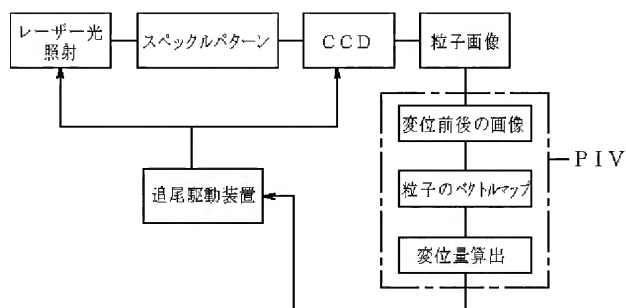 レーザー光
照射
スペックルパターン
ＣＣＤ
粒子画像
変位前後の画像
粒子のベクトルマップ
変位量算出
ＰＩＶ
追尾駆動装置